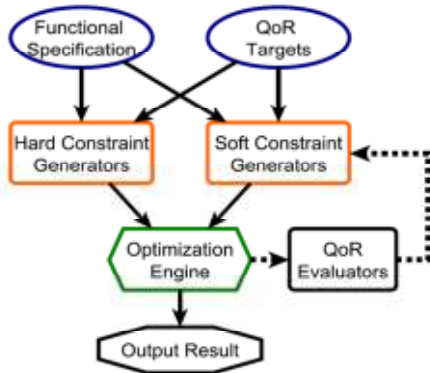 Functional
Specification
QoR
Targets
Hard Constraint
Generators
Soft Constraint
Generators
Optimization
Engine
QoR
Evaluators
Output Result